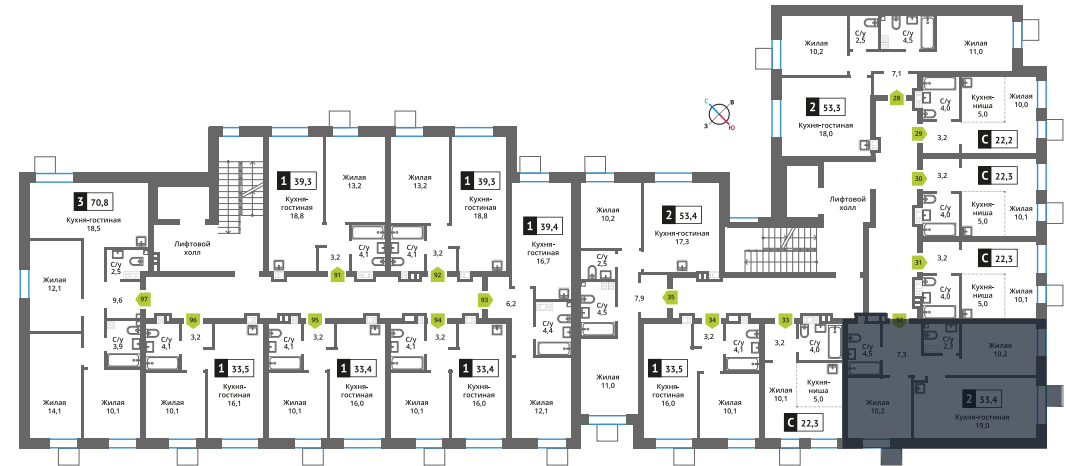 С/у
2,5
С/у
4,5
Жилая
10,2
Жилая
11,0
7,1
28
2 53,3
Кухня-гостиная
18,0
С/у
4,0
Кухня-
ниша
5,0
Жилая
10,0
29
3,2
С 22,2
30
3,2
С 22,3
С/у
4,0
Кухня-
ниша
5,0
Жилая
10,1
31
3,2
С 22,3
С/у
4,0
Кухня-
ниша
5,0
Жилая
10,1
С
В
З
Ю
Лифтовой
холл
3 70,8
Кухня-гостиная
18,5
Лифтовой
холл
1 39,3
Кухня-
гостиная
18,8
Жилая
13,2
3,2
С/у
4,1
91
Жилая
13,2
1 39,3
Кухня-
гостиная
18,8
С/у
4,1
3,2
92
1 39,4
Кухня-
гостиная
16,7
93
6,2
С/у
4,4
Жилая
12,1
Жилая
10,2
2 53,4
Кухня-гостиная
17,3
С/у
2,5
С/у
4,5
7,9
35
Жилая
11,0
Жилая
12,1
С/у
2,5
9,6
97
С/у
3,9
Жилая
14,1
Жилая
10,1
96
С/у
4,1
3,2
1 33,5
Кухня-
гостиная
16,1
Жилая
10,1
95
С/у
4,1
3,2
1 33,4
Кухня-
гостиная
16,0
Жилая
10,1
94
С/у
4,1
3,2
1 33,4
Кухня-
гостиная
16,0
Жилая
10,1
34
3,2
С/у
4,1
1 33,5
Кухня-
гостиная
16,0
Жилая
10,1
33
3,2
С/у
4,0
Жилая
10,1
Кухня-
ниша
5,0
С 22,3
32
С/у
4,5
7,3
С/у
2,3
Жилая
10,2
Жилая
10,2
2 53,4
Кухня-гостиная
19,0